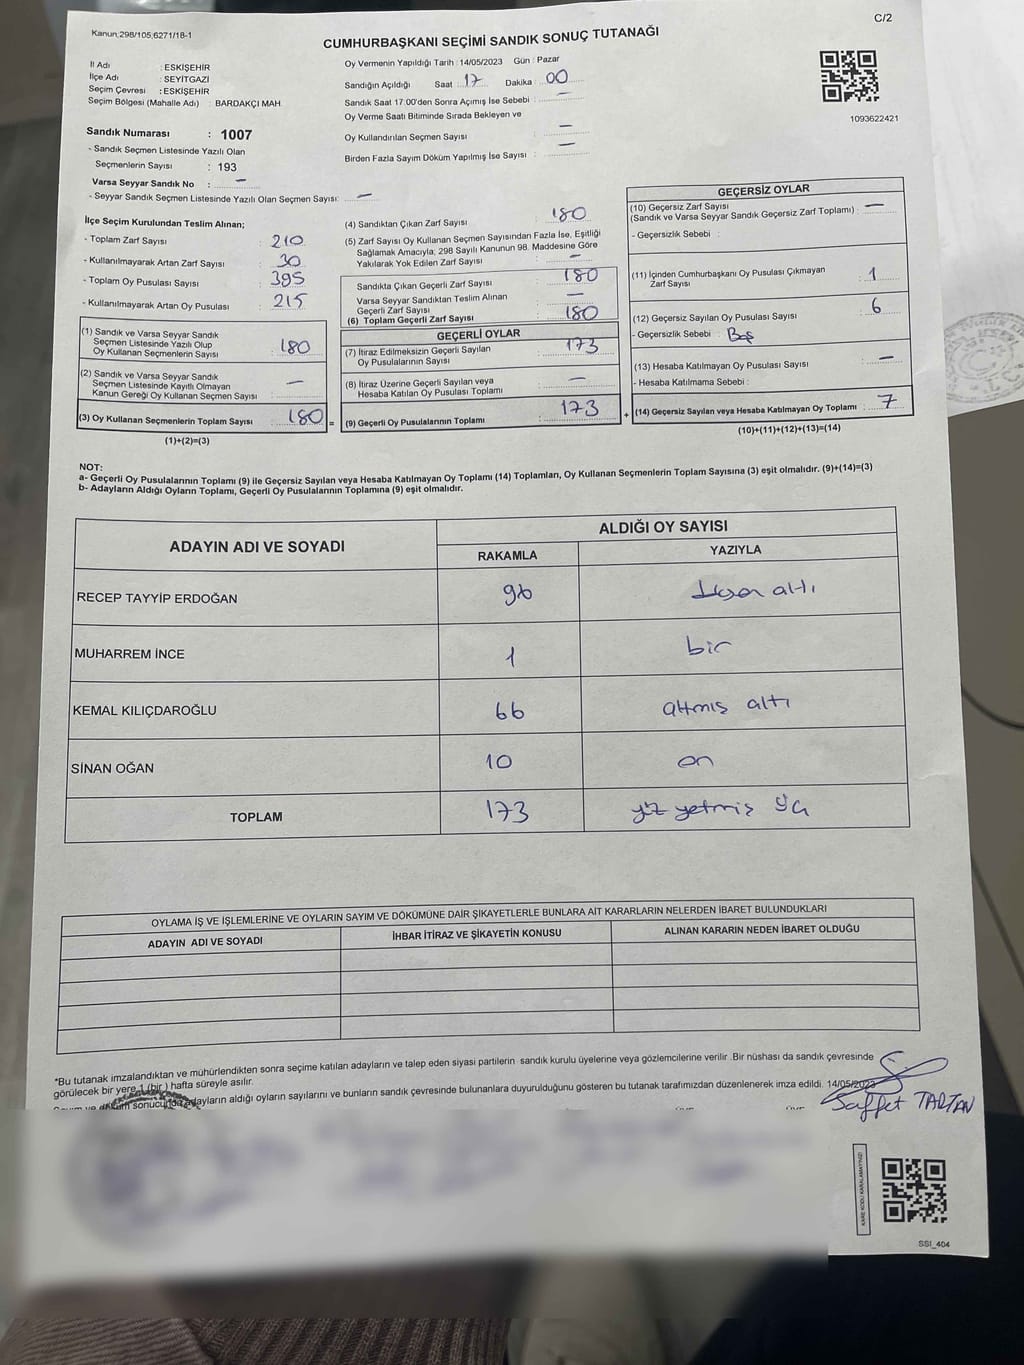 C/2
Kanun;298/105;6271/18-1
CUMHURBAŞKANI SEÇİMİ SANDIK SONUÇ TUTANAĞI
İl Adı : ESKİŞEHİR
İlçe Adı : SEYİTGAZİ
Seçim Çevresi : ESKİŞEHİR
Seçim Bölgesi (Mahalle Adı) : BARDAKÇI MAH.
Sandık Numarası : 1007
- Sandık Seçmen Listesinde Yazılı Olan
Seçmenlerin Sayısı : 193
Varsa Seyyar Sandık No : —
- Seyyar Sandık Seçmen Listesinde Yazılı Olan Seçmen Sayısı: —
Oy Vermenin Yapıldığı Tarih : 14/05/2023 Gün : Pazar
Sandığın Açıldığı Saat : 17 Dakika : 00
Sandık Saat 17:00'den Sonra Açımış İse Sebebi : —
Oy Verme Saati Bitiminde Sırada Bekleyen ve
Oy Kullandırılan Seçmen Sayısı : —
Birden Fazla Sayım Döküm Yapılmış İse Sayısı : —
1093622421
İlçe Seçim Kurulundan Teslim Alınan;
- Toplam Zarf Sayısı : 210
- Kullanılmayarak Artan Zarf Sayısı : 30
- Toplam Oy Pusulası Sayısı : 395
- Kullanılmayarak Artan Oy Pusulası : 215
(1) Sandık ve Varsa Seyyar Sandık
Seçmen Listesinde Yazılı Olup
Oy Kullanan Seçmenlerin Sayısı : 180
(2) Sandık ve Varsa Seyyar Sandık
Seçmen Listesinde Kayıtlı Olmayan
Kanun Gereği Oy Kullanan Seçmen Sayısı : —
(3) Oy Kullanan Seçmenlerin Toplam Sayısı : 180 =
(1)+(2)=(3)
(4) Sandıktan Çıkan Zarf Sayısı : 180
(5) Zarf Sayısı Oy Kullanan Seçmen Sayısından Fazla İse, Eşitliği
Sağlamak Amacıyla; 298 Sayılı Kanunun 98. Maddesine Göre
Yakılarak Yok Edilen Zarf Sayısı : —
Sandıkta Çıkan Geçerli Zarf Sayısı : 180
Varsa Seyyar Sandıktan Teslim Alınan
Geçerli Zarf Sayısı : —
(6) Toplam Geçerli Zarf Sayısı : 180
GEÇERLİ OYLAR
(7) İtiraz Edilmeksizin Geçerli Sayılan
Oy Pusulalarının Sayısı : 173
(8) İtiraz Üzerine Geçerli Sayılan veya
Hesaba Katılan Oy Pusulası Toplamı : —
(9) Geçerli Oy Pusulalarının Toplamı : 173 +
GEÇERSİZ OYLAR
(10) Geçersiz Zarf Sayısı
(Sandık ve Varsa Seyyar Sandık Geçersiz Zarf Toplamı) : —
- Geçersizlik Sebebi :
(11) İçinden Cumhurbaşkanı Oy Pusulası Çıkmayan
Zarf Sayısı : 1
(12) Geçersiz Sayılan Oy Pusulası Sayısı : 6
- Geçersizlik Sebebi : Boş
(13) Hesaba Katılmayan Oy Pusulası Sayısı : —
- Hesaba Katılmama Sebebi :
(14) Geçersiz Sayılan veya Hesaba Katılmayan Oy Toplamı : 7
(10)+(11)+(12)+(13)=(14)
NOT:
a- Geçerli Oy Pusulalarının Toplamı (9) ile Geçersiz Sayılan veya Hesaba Katılmayan Oy Toplamı (14) Toplamları, Oy Kullanan Seçmenlerin Toplam Sayısına (3) eşit olmalıdır. (9)+(14)=(3)
b- Adayların Aldığı Oyların Toplamı, Geçerli Oy Pusulalarının Toplamına (9) eşit olmalıdır.
ADAYIN ADI VE SOYADI
ALDIĞI OY SAYISI
RAKAMLA YAZIYLA
RECEP TAYYİP ERDOĞAN 96 altı
MUHARREM İNCE 1 bir
KEMAL KILIÇDAROĞLU 66 altmış altı
SİNAN OĞAN 10 on
TOPLAM 173 yüz yetmiş üç
OYLAMA İŞ VE İŞLEMLERİNE VE OYLARIN SAYIM VE DÖKÜMÜNE DAİR ŞİKAYETLERLE BUNLARA AİT KARARLARIN NELERDEN İBARET BULUNDUKLARI
ADAYIN ADI VE SOYADI İHBAR İTİRAZ VE ŞİKAYETİN KONUSU ALINAN KARARIN NEDEN İBARET OLDUĞU
*Bu tutanak imzalandıktan ve mühürlendikten sonra seçime katılan adayların ve talep eden siyasi partilerin sandık kurulu üyelerine veya gözlemcilerine verilir .Bir nüshası da sandık çevresinde
görülecek bir yere 1 (bir ) hafta süreyle asılır.
sonucunda adayların aldığı oyların sayılarını ve bunların sandık çevresinde bulunanlara duyurulduğunu gösteren bu tutanak tarafımızdan düzenlenerek imza edildi. 14/05/2023
Saffet TARTAN
KARE KODU KARALAMAYINIZ!
SSI_404